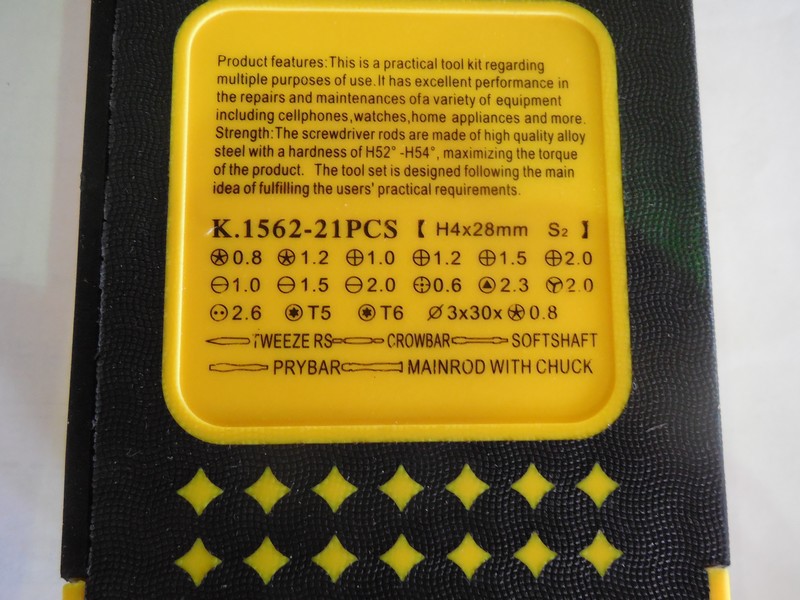 Product features:This is a practical tool kit regarding
multiple purposes of use.It has excellent performance in
the repairs and maintenances ofa variety of equipment
including cellphones,watches,home appliances and more.
Strength:The screwdriver rods are made of high quality alloy
steel with a hardness of H52° -H54°, maximizing the torque
of the product. The tool set is designed following the main
idea of fulfilling the users' practical requirements.
K.1562-21PCS 【 H4x28mm S₂ 】
0.8 1.2 1.0 1.2 1.5 2.0
1.0 1.5 2.0 0.6 2.3 2.0
2.6 T5 T6 Ø3x30x 0.8
TWEEZE RS CROWBAR SOFTSHAFT
PRYBAR MAINROD WITH CHUCK